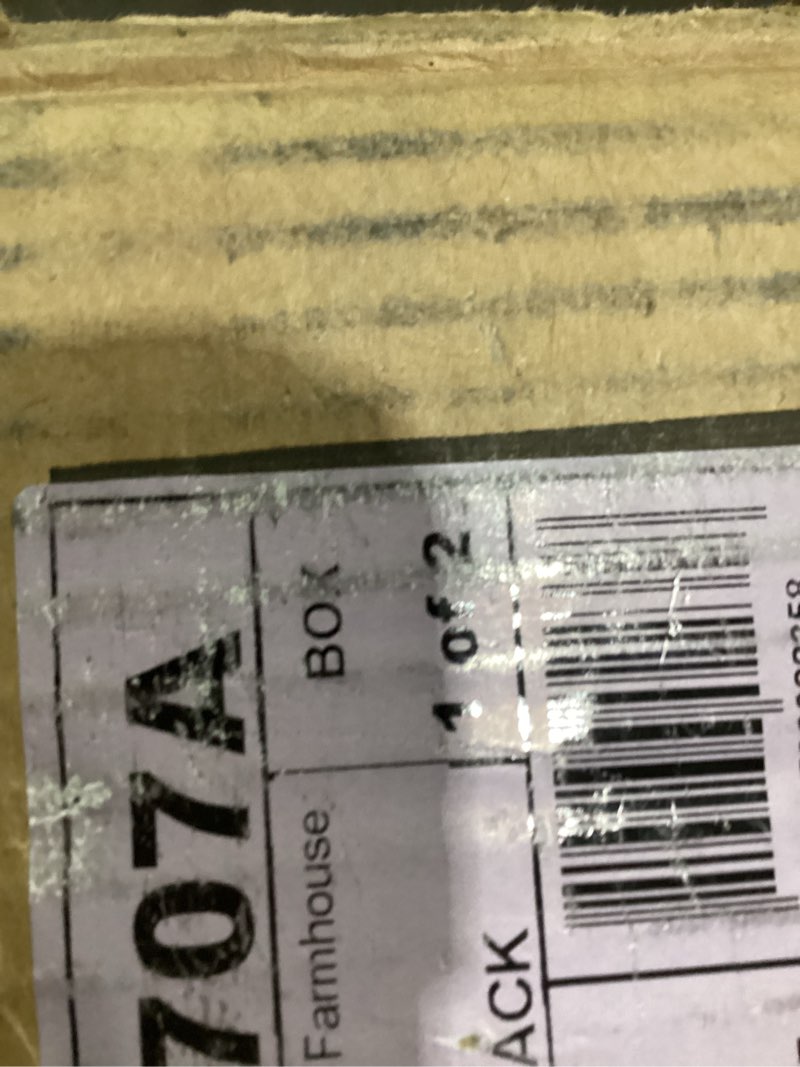 707A
Farmhouse
BOX
1 of 2
ACK